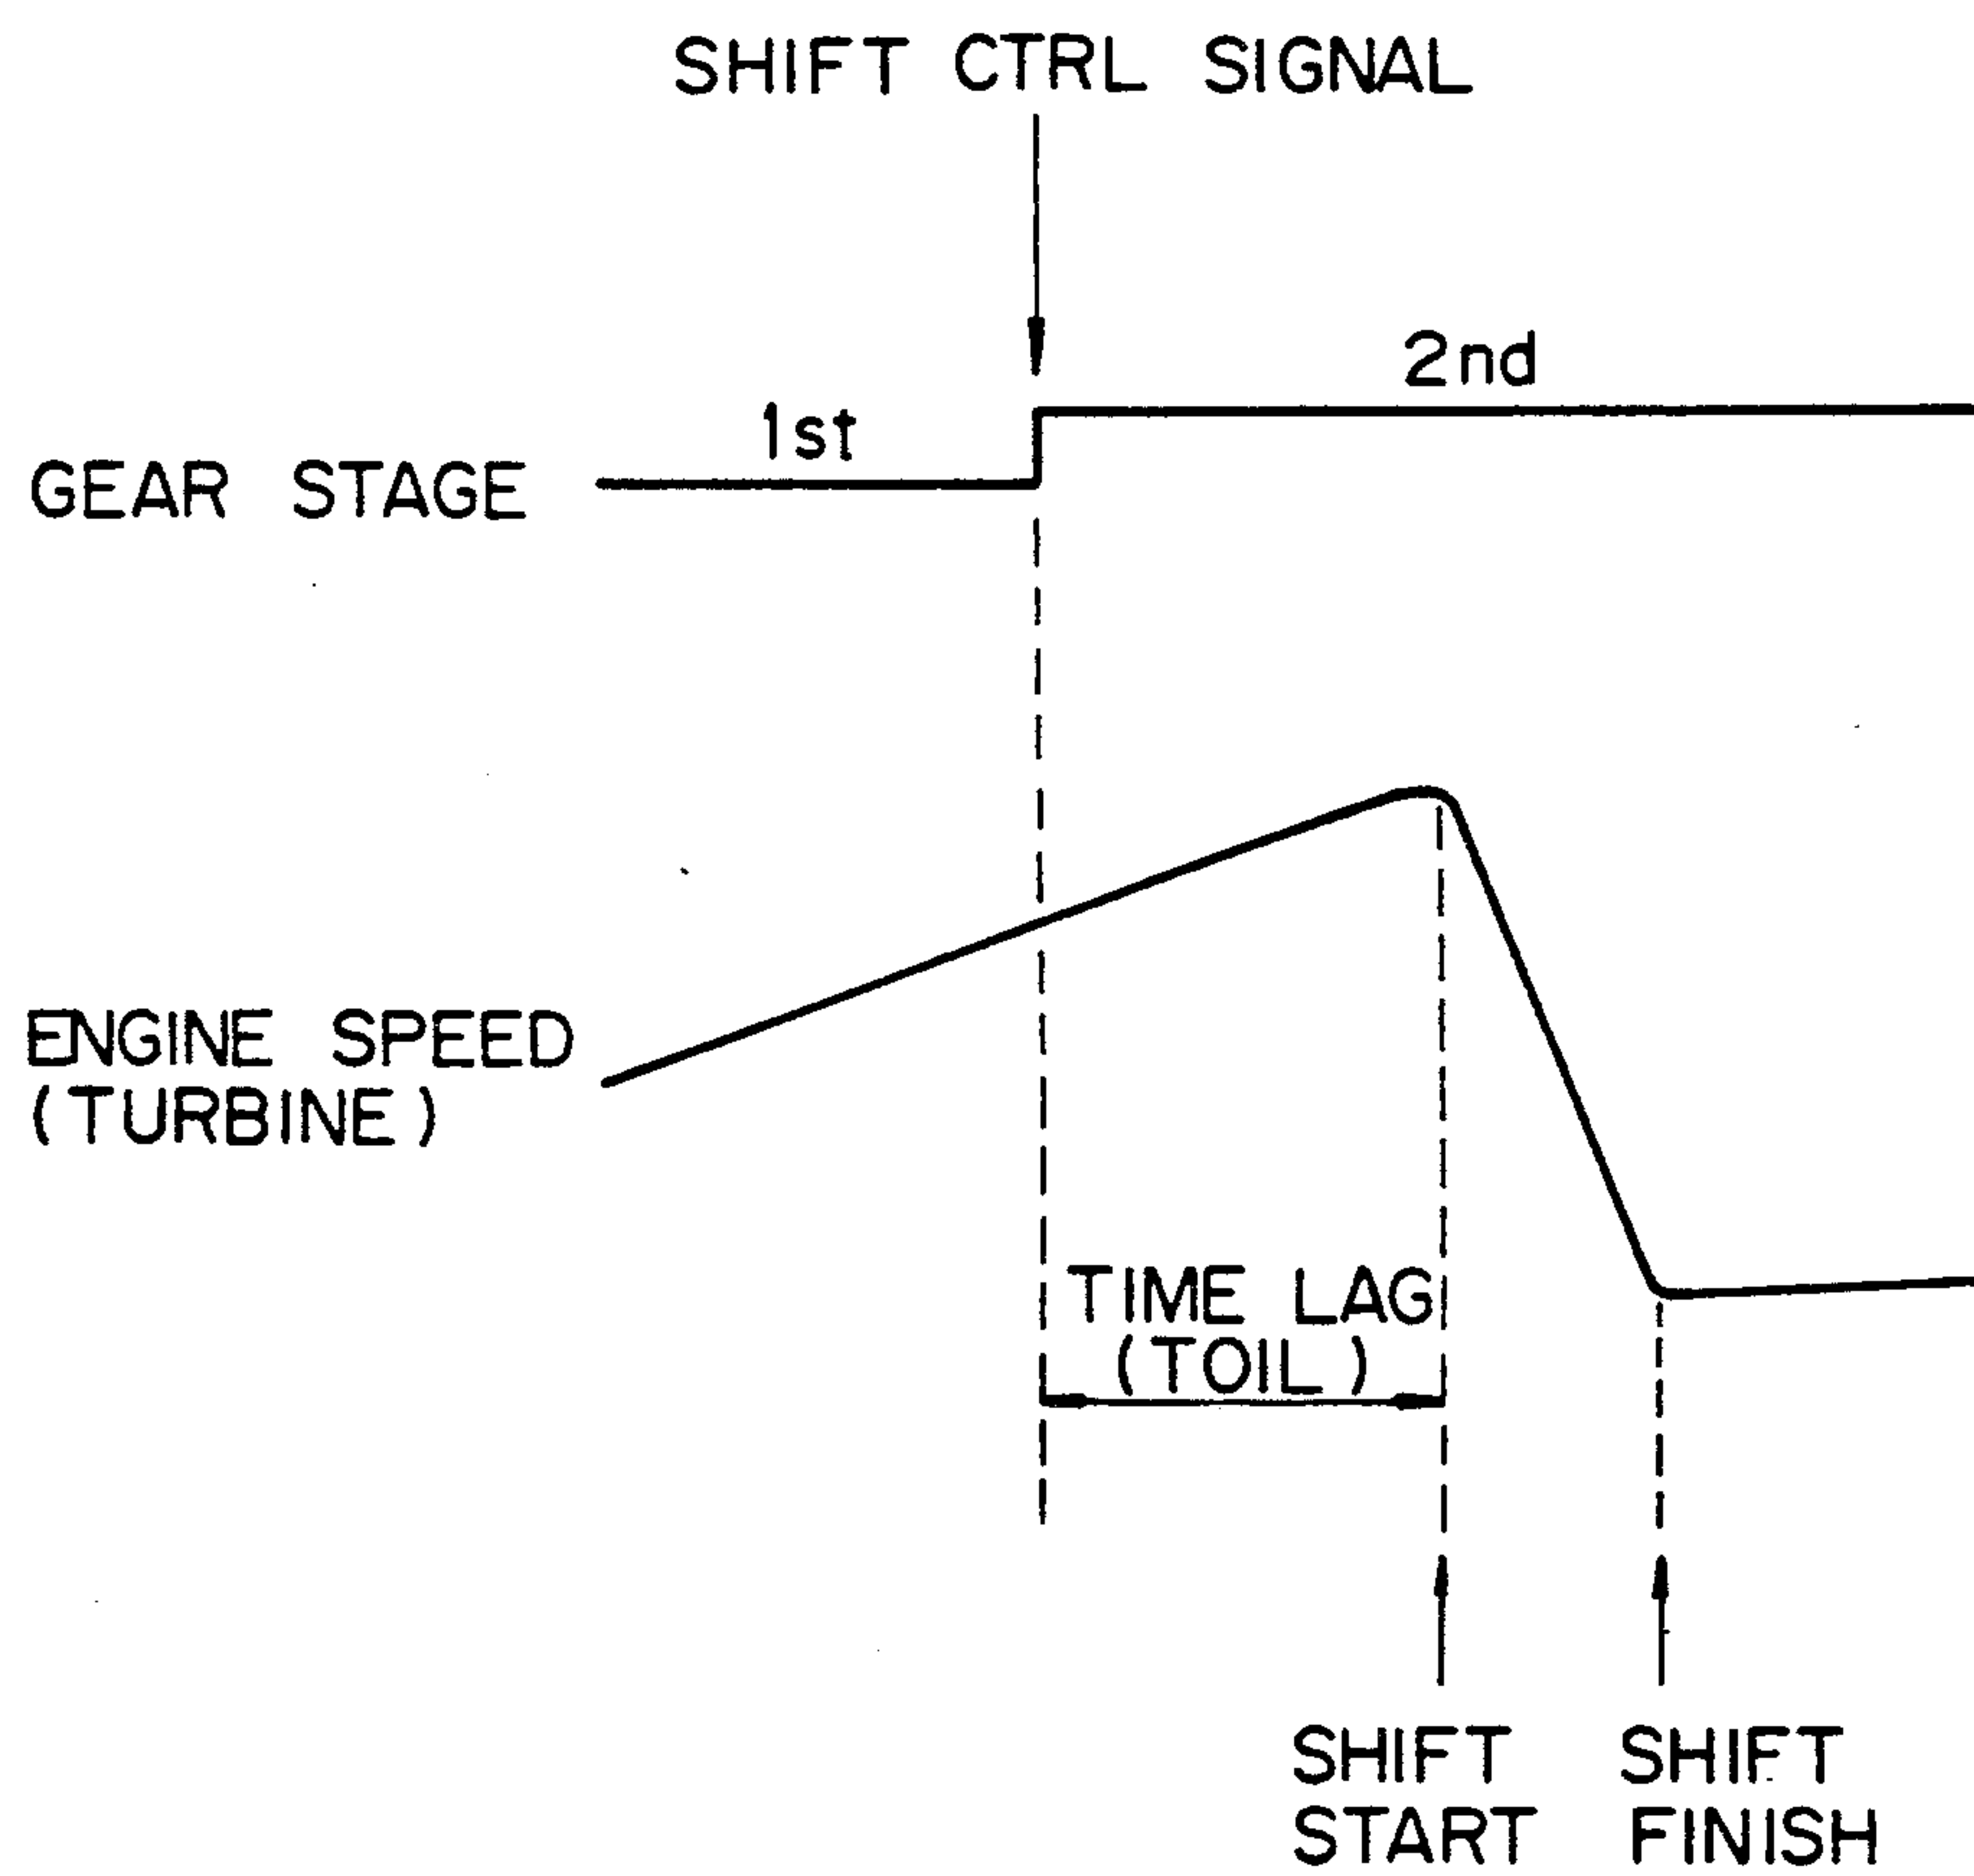 SHIFT CTRL SIGNAL
2nd
1st
GEAR STAGE
ENGINE SPEED
(TURBINE)
TIME LAG
(TOIL)
SHIFT
START
SHIFT
FINISH